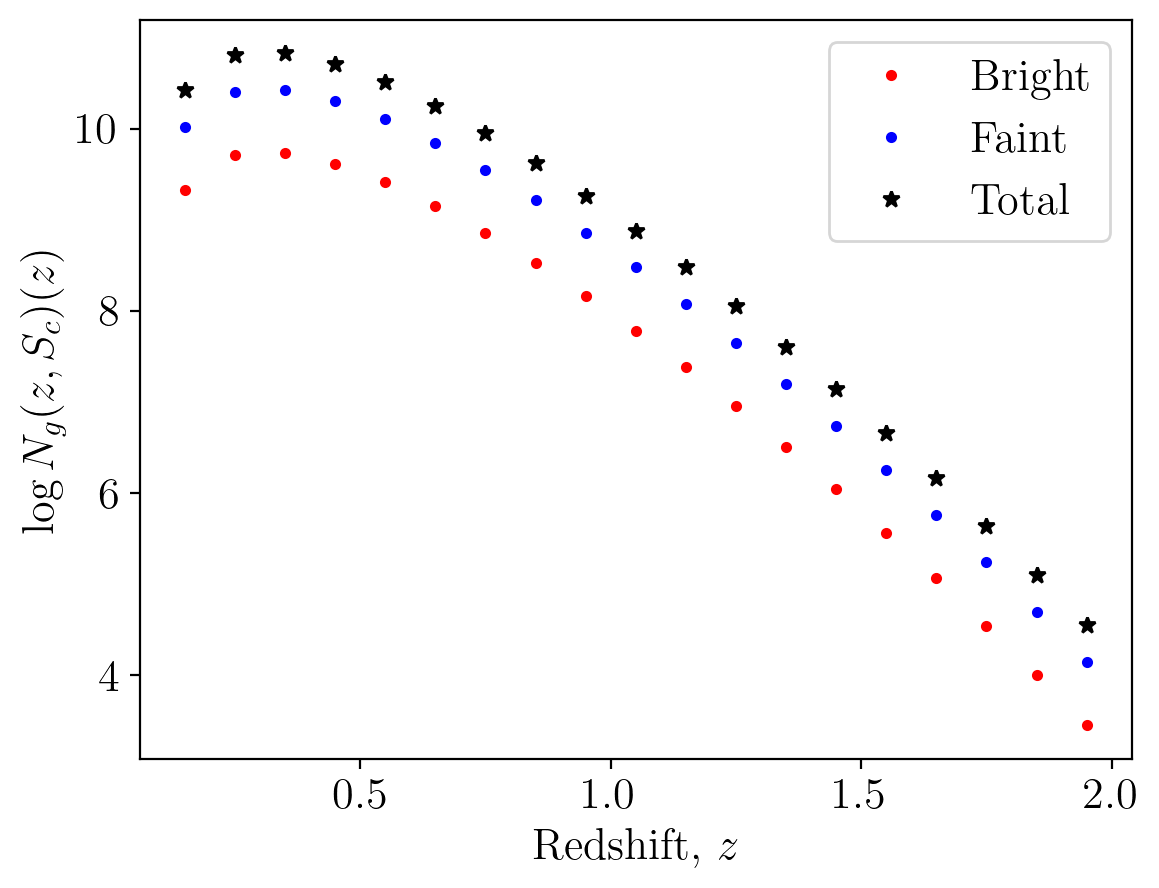 Bright
Faint
Total
10
8
6
4
log N_g(z, S_c)(z)
0.5 1.0 1.5 2.0
Redshift, z